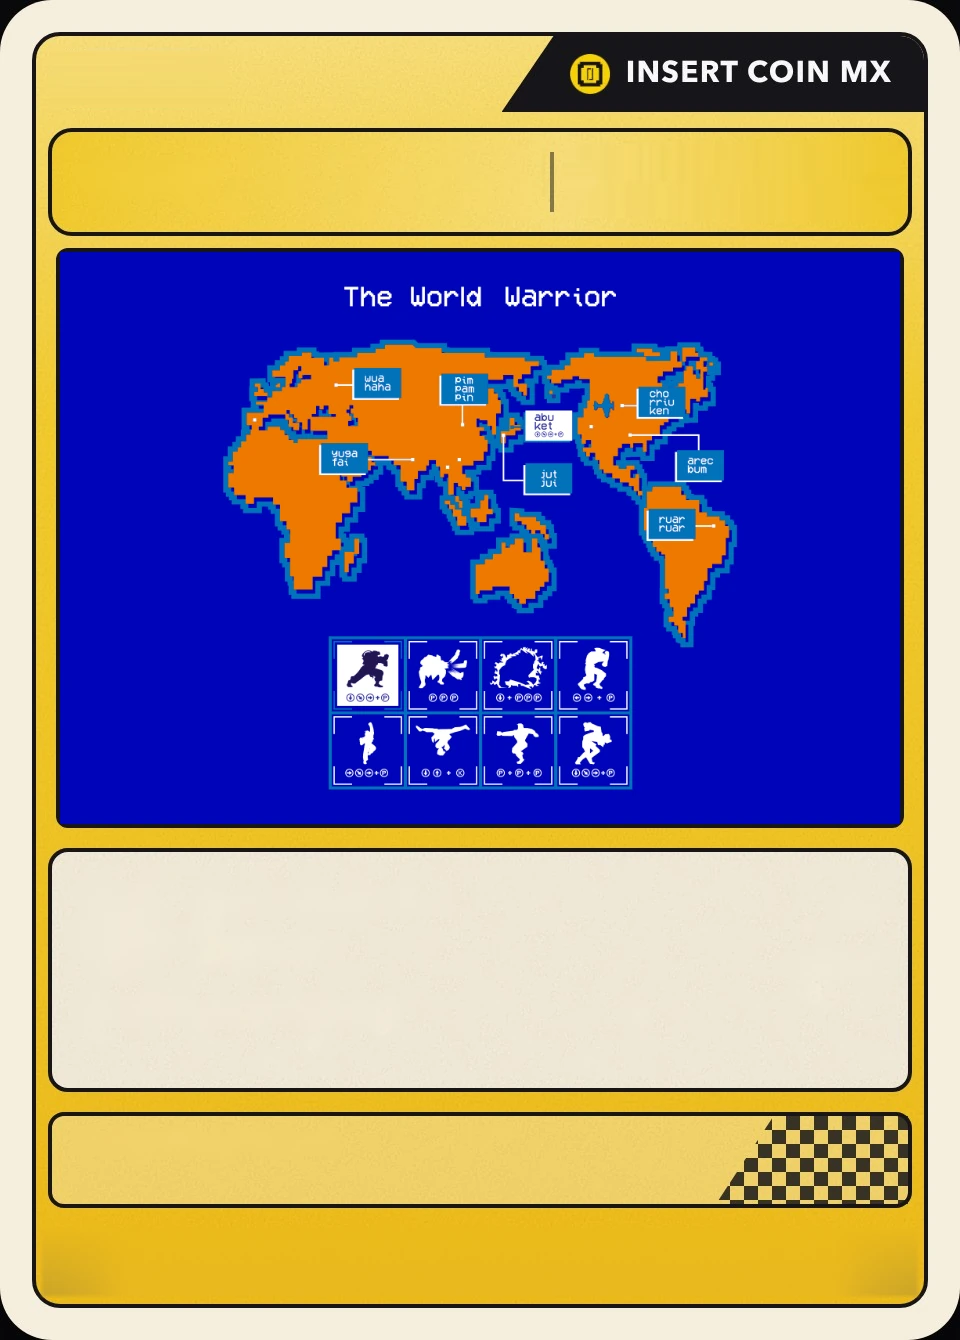 INSERT COIN MX
The World Warrior
wua
haha
pim
pam
pin
cho
rriu
ken
abu
ket
yuga
fai
jut
jui
arec
bum
ruar
ruar
P P P
+ P P P
+ P
+ P
+ P
+ K
P + P + P
+ P